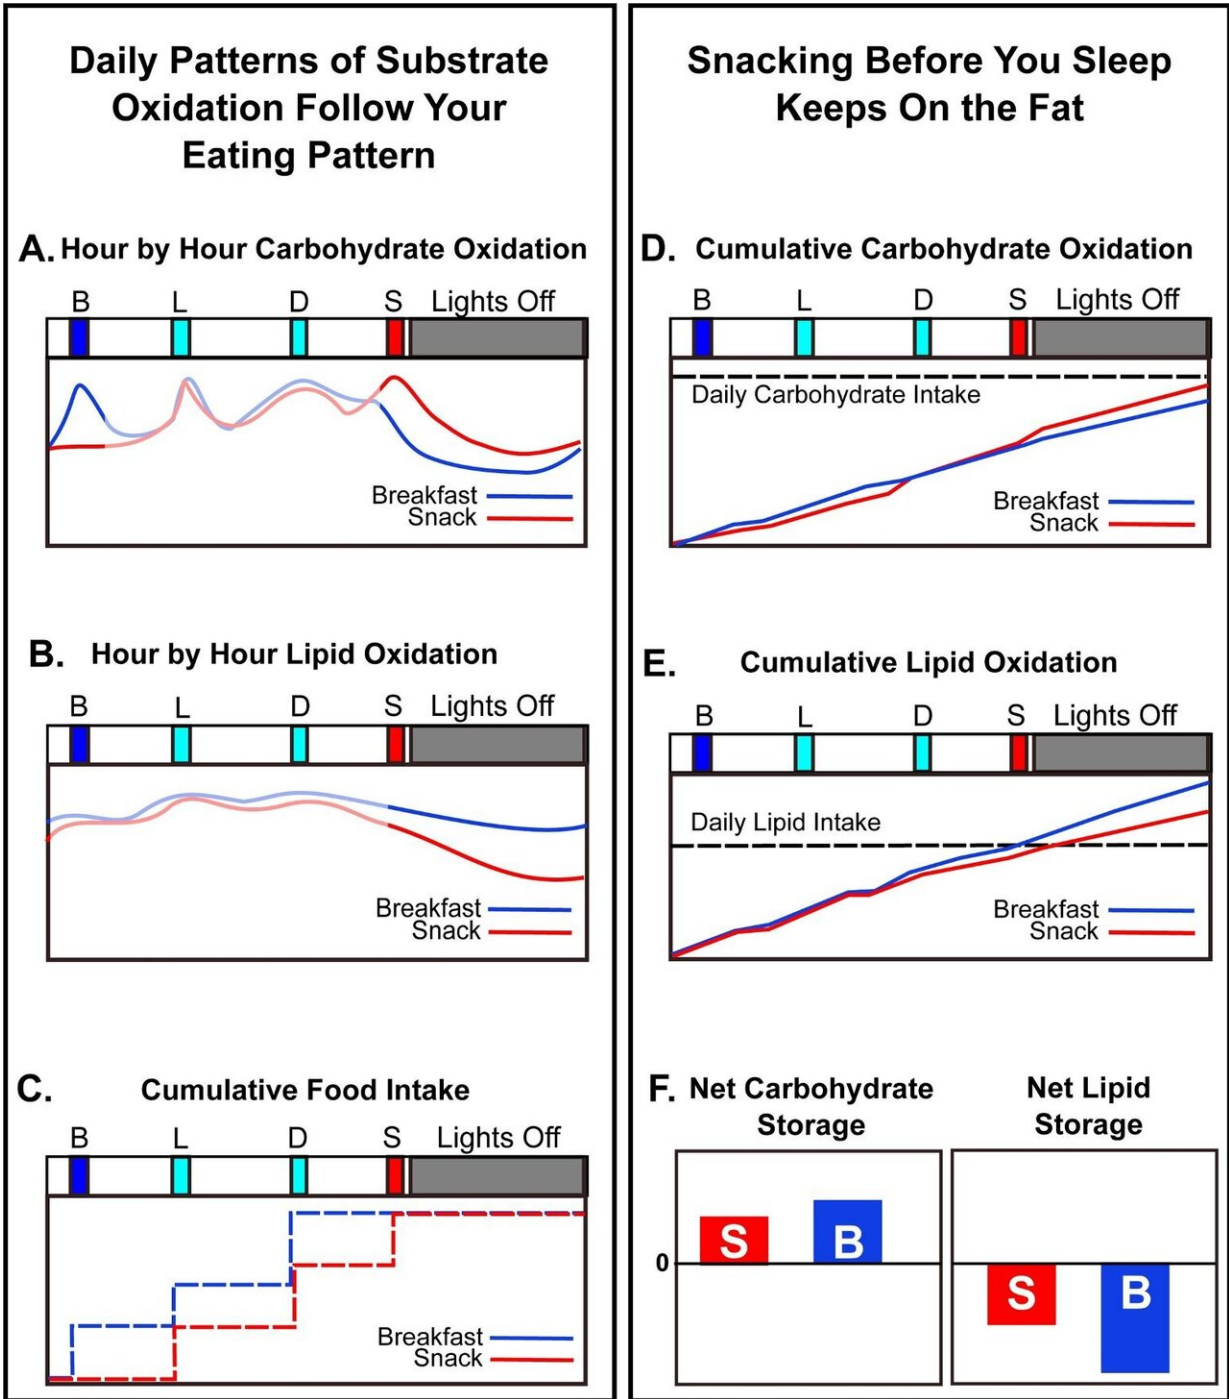 Daily Patterns of Substrate
Oxidation Follow Your
Eating Pattern
A. Hour by Hour Carbohydrate Oxidation
B L D S Lights Off
Breakfast
Snack
B. Hour by Hour Lipid Oxidation
B L D S Lights Off
Breakfast
Snack
C. Cumulative Food Intake
B L D S Lights Off
Breakfast
Snack
Snacking Before You Sleep
Keeps On the Fat
D. Cumulative Carbohydrate Oxidation
B L D S Lights Off
Daily Carbohydrate Intake
Breakfast
Snack
E. Cumulative Lipid Oxidation
B L D S Lights Off
Daily Lipid Intake
Breakfast
Snack
F. Net Carbohydrate
Storage
0
S B
Net Lipid
Storage
S B